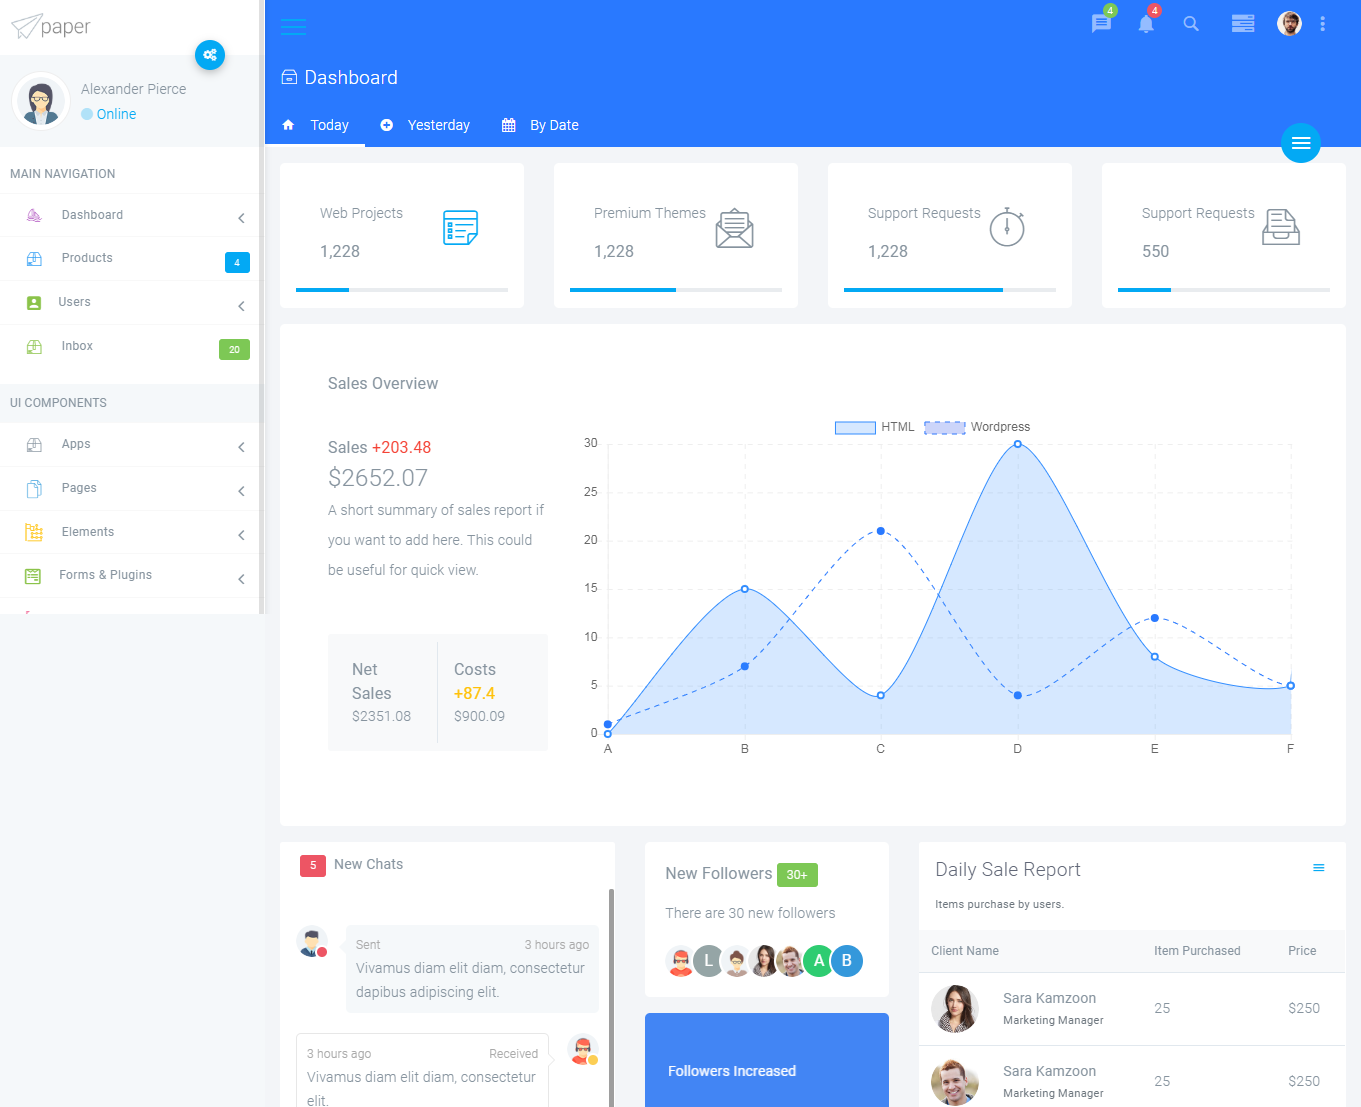 paper
Alexander Pierce
Online
MAIN NAVIGATION
Dashboard
Products
4
Users
Inbox
20
UI COMPONENTS
Apps
Pages
Elements
Forms & Plugins
4
4
Dashboard
Today
Yesterday
By Date
Web Projects
1,228
Premium Themes
1,228
Support Requests
1,228
Support Requests
550
Sales Overview
Sales +203.48
$2652.07
A short summary of sales report if
you want to add here. This could
be useful for quick view.
Net
Sales
$2351.08
Costs
+87.4
$900.09
HTML
Wordpress
30
25
20
15
10
5
0
A
B
C
D
E
F
5
New Chats
Sent
3 hours ago
Vivamus diam elit diam, consectetur
dapibus adipiscing elit.
3 hours ago
Received
Vivamus diam elit diam, consectetur
elit.
New Followers 30+
There are 30 new followers
L
A
B
Followers Increased
Daily Sale Report
Items purchase by users.
Client Name
Item Purchased
Price
Sara Kamzoon
Marketing Manager
25
$250
Sara Kamzoon
Marketing Manager
25
$250